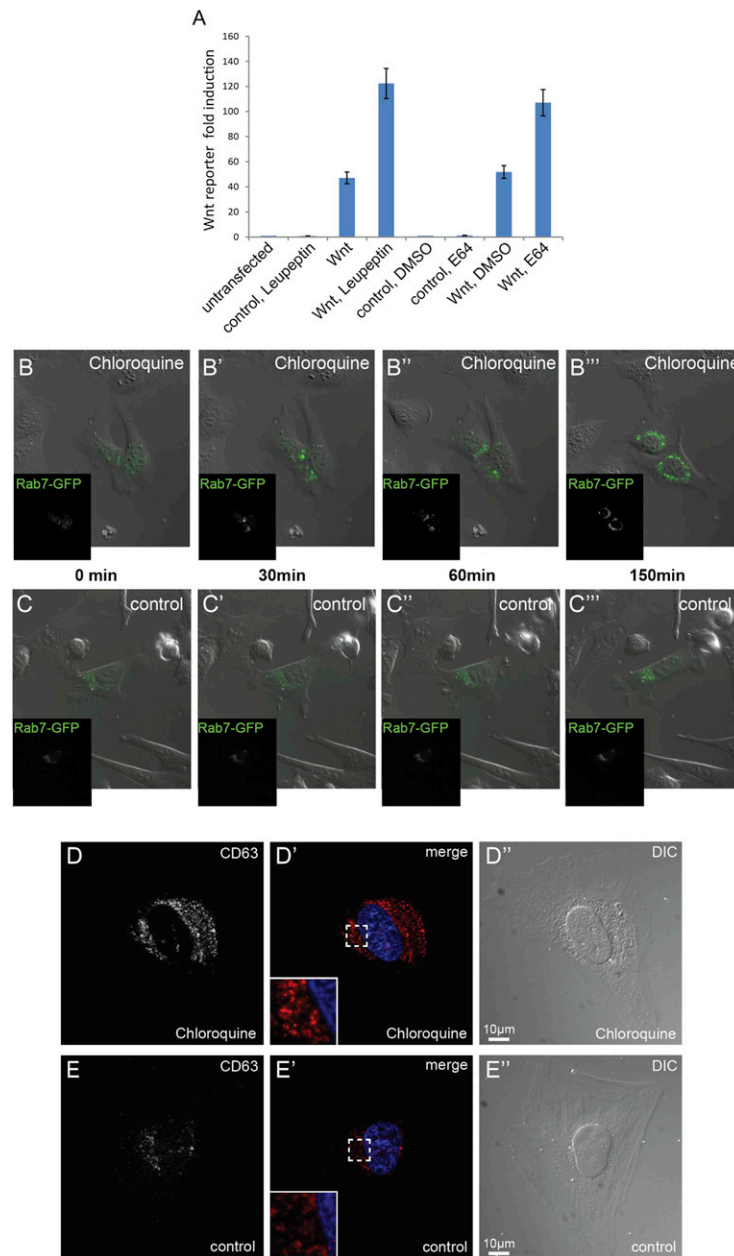 A
160
140
120
100
80
60
40
20
0
Wnt reporter fold induction
untransfected
control, Leupeptin
Wnt
Wnt, Leupeptin
control, DMSO
control, E64
Wnt, DMSO
Wnt, E64
B Chloroquine
Rab7-GFP
B' Chloroquine
Rab7-GFP
B'' Chloroquine
Rab7-GFP
B''' Chloroquine
Rab7-GFP
0 min 30min 60min 150min
C control
Rab7-GFP
C' control
Rab7-GFP
C'' control
Rab7-GFP
C''' control
Rab7-GFP
D CD63
Chloroquine
D' merge
Chloroquine
D'' DIC
10μm Chloroquine
E CD63
control
E' merge
control
E'' DIC
10μm control